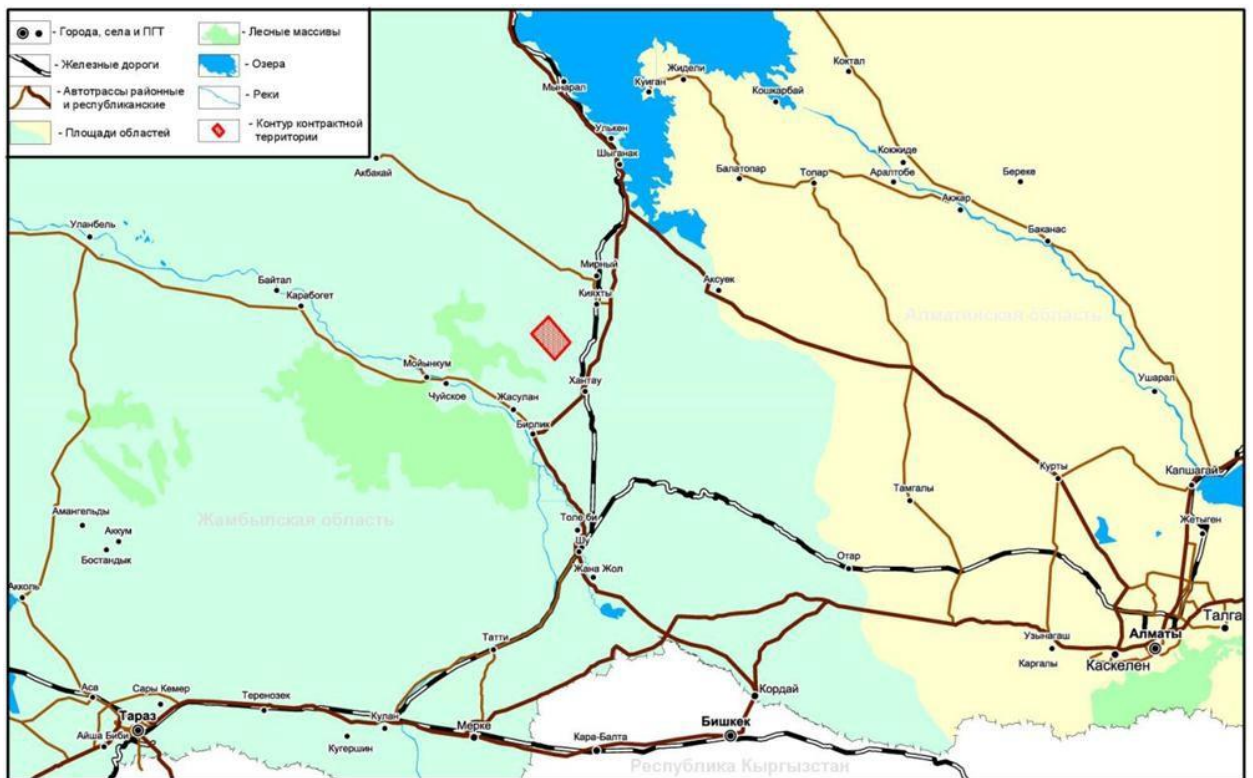 - Города, села и ПГТ
- Железные дороги
- Автотрассы районные
и республиканские
- Площади областей
- Лесные массивы
- Озера
- Реки
- Контур контрактной
территории
Мынарал
Куиган
Жидели
Коктал
Кошкарбай
Улькен
Шыганак
Акбакай
Балатопар
Топар
Кокжиде
Аралтобе
Береке
Акжар
Баканас
Уланбель
Байтал
Карабогет
Мирный
Кияхты
Аксуек
Алматинская область
Мойынкум
Чуйское
Жасулан
Хантау
Бирлик
Ушарал
Курты
Капшагай
Тамгалы
Жетыген
Амангельды
Аккум
Бостандык
Жамбылская область
Толе би
Шу
Жана Жол
Отар
Акколь
Татти
Узынагаш
Каргалы
Каскелен
Алматы
Талга
Аса
Сары Кемер
Теренозек
Тараз
Айша Биби
Кугершин
Кулан
Мерке
Кара-Балта
Бишкек
Кордай
Республика Кыргызстан